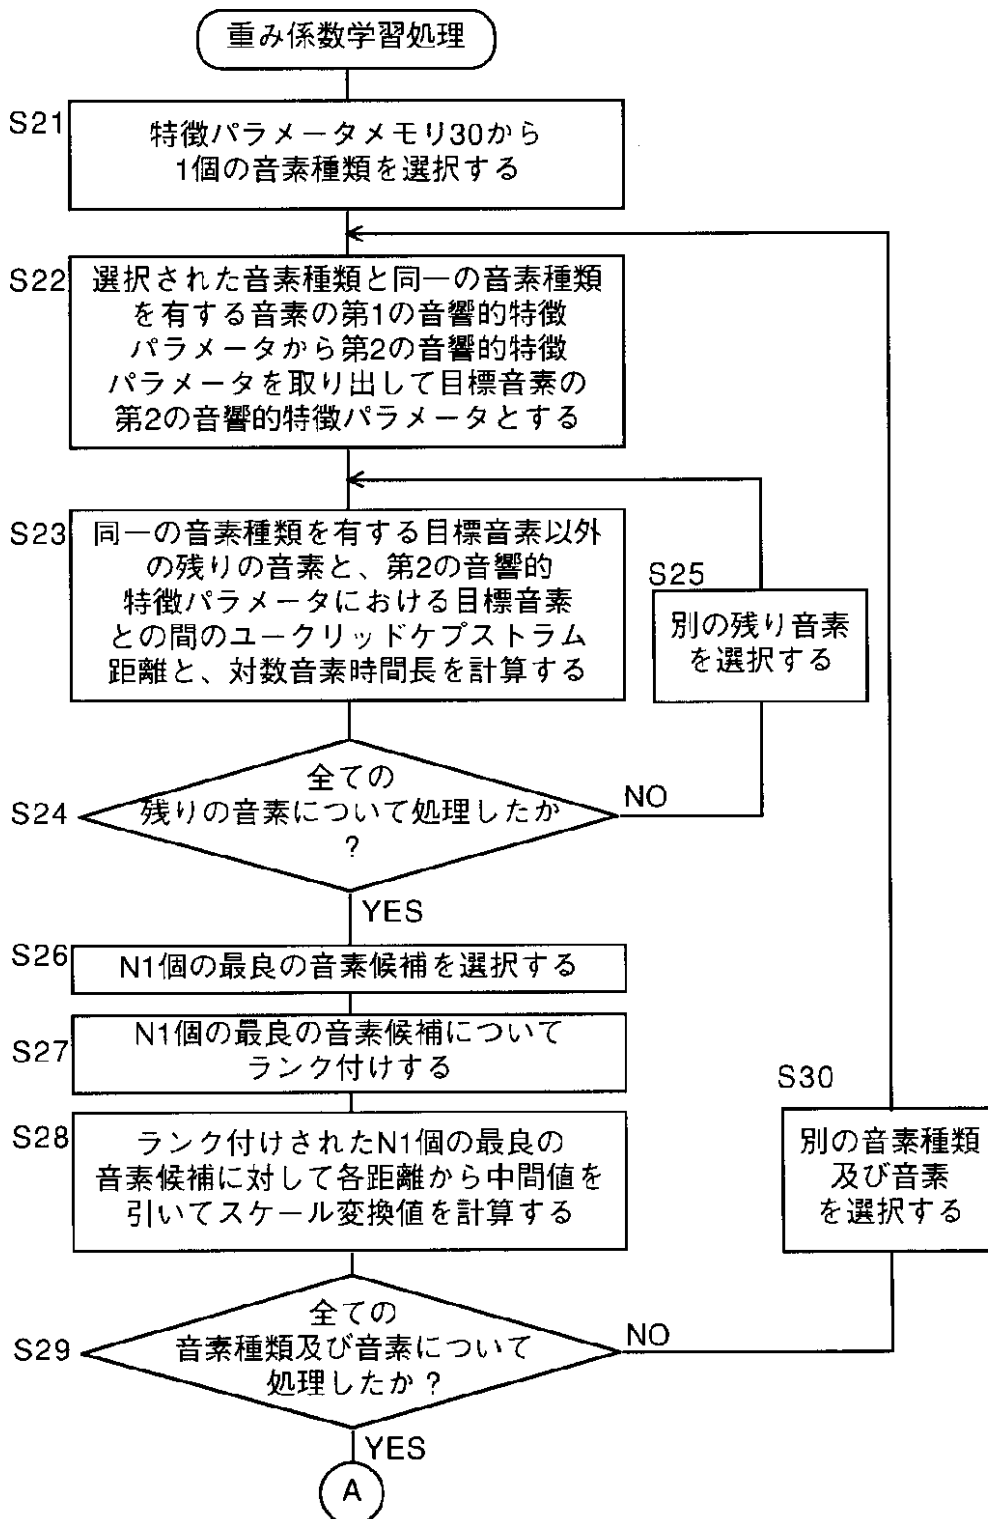 重み係数学習処理
S21
特徴パラメータメモリ30から
1個の音素種類を選択する
S22
選択された音素種類と同一の音素種類
を有する音素の第1の音響的特徴
パラメータから第2の音響的特徴
パラメータを取り出して目標音素の
第2の音響的特徴パラメータとする
S23
同一の音素種類を有する目標音素以外
の残りの音素と、第2の音響的
特徴パラメータにおける目標音素
との間のユークリッドケプストラム
距離と、対数音素時間長を計算する
S25
別の残り音素
を選択する
S24
全ての
残りの音素について処理したか
?
NO
YES
S26
N1個の最良の音素候補を選択する
S27
N1個の最良の音素候補について
ランク付けする
S28
ランク付けされたN1個の最良の
音素候補に対して各距離から中間値を
引いてスケール変換値を計算する
S30
別の音素種類
及び音素
を選択する
S29
全ての
音素種類及び音素について
処理したか?
NO
YES
A